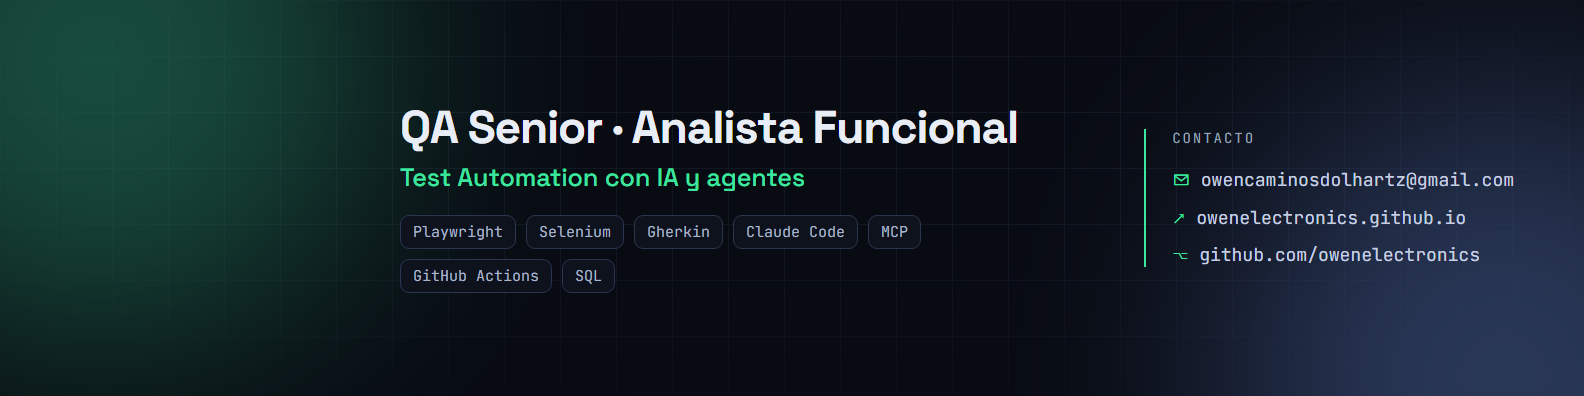 QA Senior · Analista Funcional
Test Automation con IA y agentes
Playwright Selenium Gherkin Claude Code MCP
GitHub Actions SQL
CONTACTO
owencaminosdolhartz@gmail.com
owenelectronics.github.io
github.com/owenelectronics